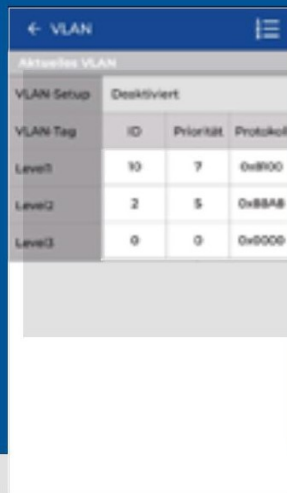 ← VLAN
Aktuelles VLAN
VLAN-Setup Deaktiviert
VLAN-Tag ID Priorität Protokoll
Level1 10 7 0x8100
Level2 2 5 0x88A8
Level3 0 0 0x0000